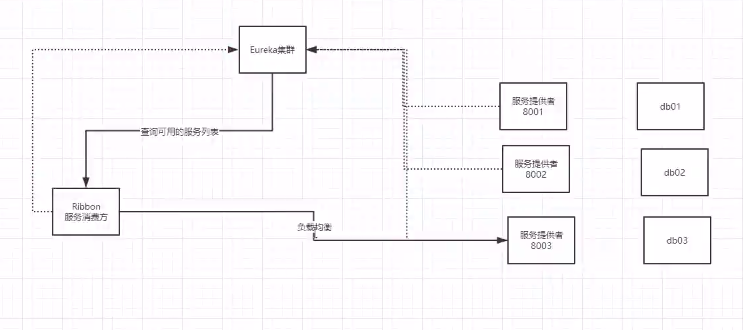 Eureka集群
服务提供者
8001
db01
查询可用的服务列表
服务提供者
8002
db02
Ribbon
服务消费方
负载均衡
服务提供者
8003
db03